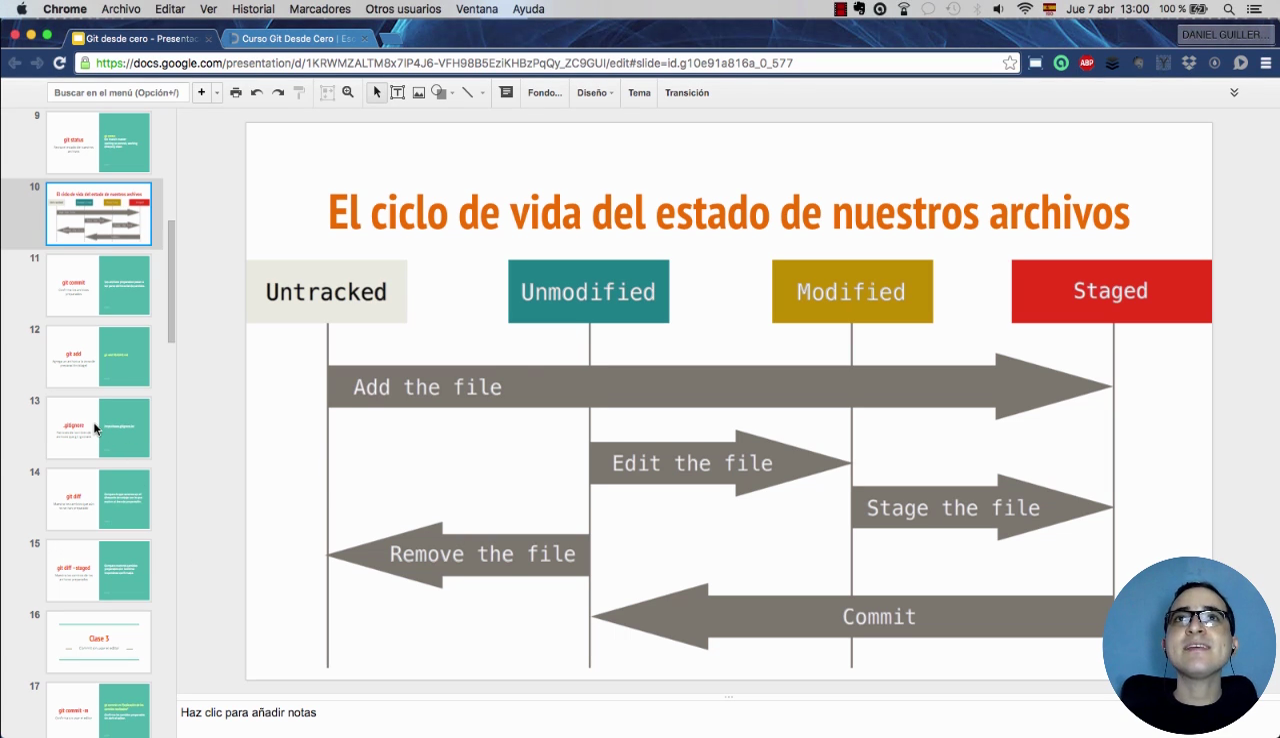 Chrome Archivo Editar Ver Historial Marcadores Otros usuarios Ventana Ayuda
Jue 7 abr 13:00 100 %
Git desde cero - Presentac
Curso Git Desde Cero | Esc
DANIEL GUILLER...
https://docs.google.com/presentation/d/1KRWMZALTM8x7IP4J6-VFH98B5EziKHBzPqQy_ZC9GUI/edit#slide=id.g10e91a816a_0_577
ABP
Buscar en el menú (Opción+/)
Fondo...
Diseño
Tema
Transición
9
git status
10
El ciclo de vida del estado de nuestros archivos
11
git commit
12
git add
13
.gitignore
14
git diff
15
git diff --staged
16
Clase 3
17
git commit -m
El ciclo de vida del estado de nuestros archivos
Untracked
Unmodified
Modified
Staged
Add the file
Edit the file
Stage the file
Remove the file
Commit
Haz clic para añadir notas